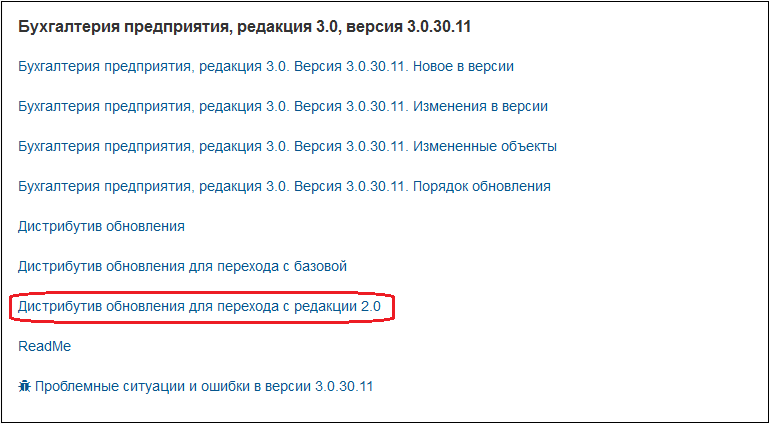 Бухгалтерия предприятия, редакция 3.0, версия 3.0.30.11
Бухгалтерия предприятия, редакция 3.0. Версия 3.0.30.11. Новое в версии
Бухгалтерия предприятия, редакция 3.0. Версия 3.0.30.11. Изменения в версии
Бухгалтерия предприятия, редакция 3.0. Версия 3.0.30.11. Измененные объекты
Бухгалтерия предприятия, редакция 3.0. Версия 3.0.30.11. Порядок обновления
Дистрибутив обновления
Дистрибутив обновления для перехода с базовой
Дистрибутив обновления для перехода с редакции 2.0
ReadMe
Проблемные ситуации и ошибки в версии 3.0.30.11